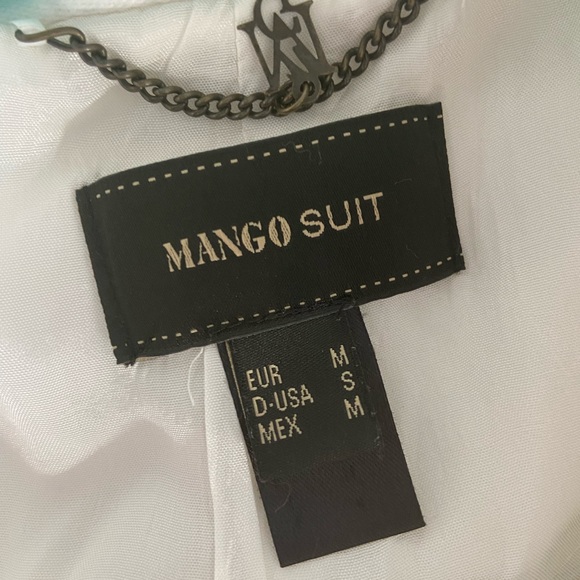 MANGO SUIT
EUR M
D-USA S
MEX M